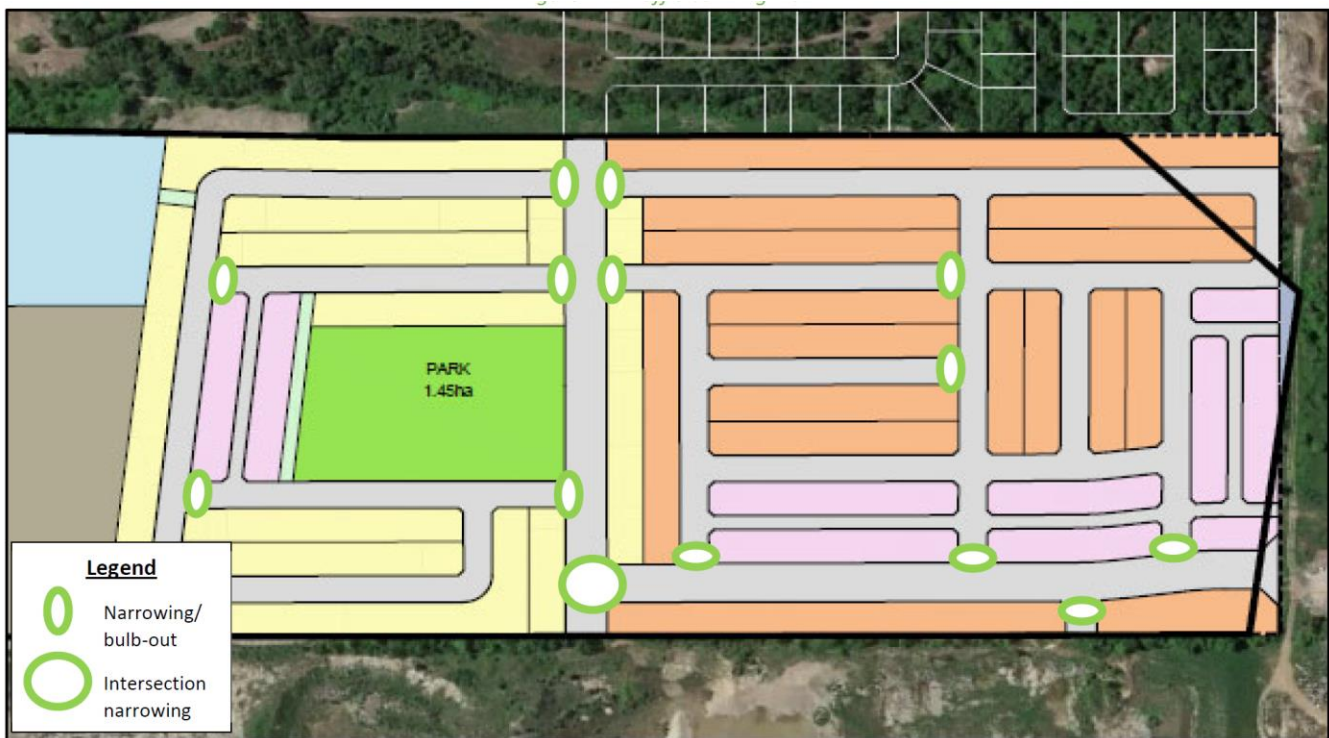 PARK
1.45ha
Legend
Narrowing/
bulb-out
Intersection
narrowing